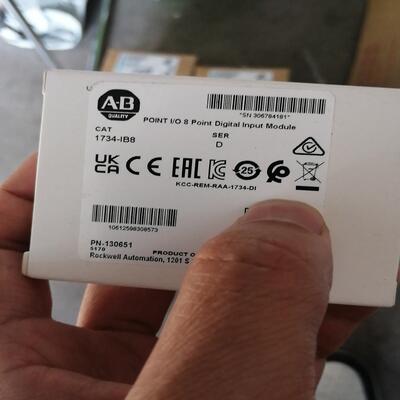 A-B
QUALITY
*SN 306784181*
POINT I/O 8 Point Digital Input Module
CAT
SER
1734-IB8
D
UK
CA
CE
EAC
25
KCC-REM-RAA-1734-DI
10612598308573
PN-130651
5170
PRODUCT O
Rockwell Automation, 1201 S